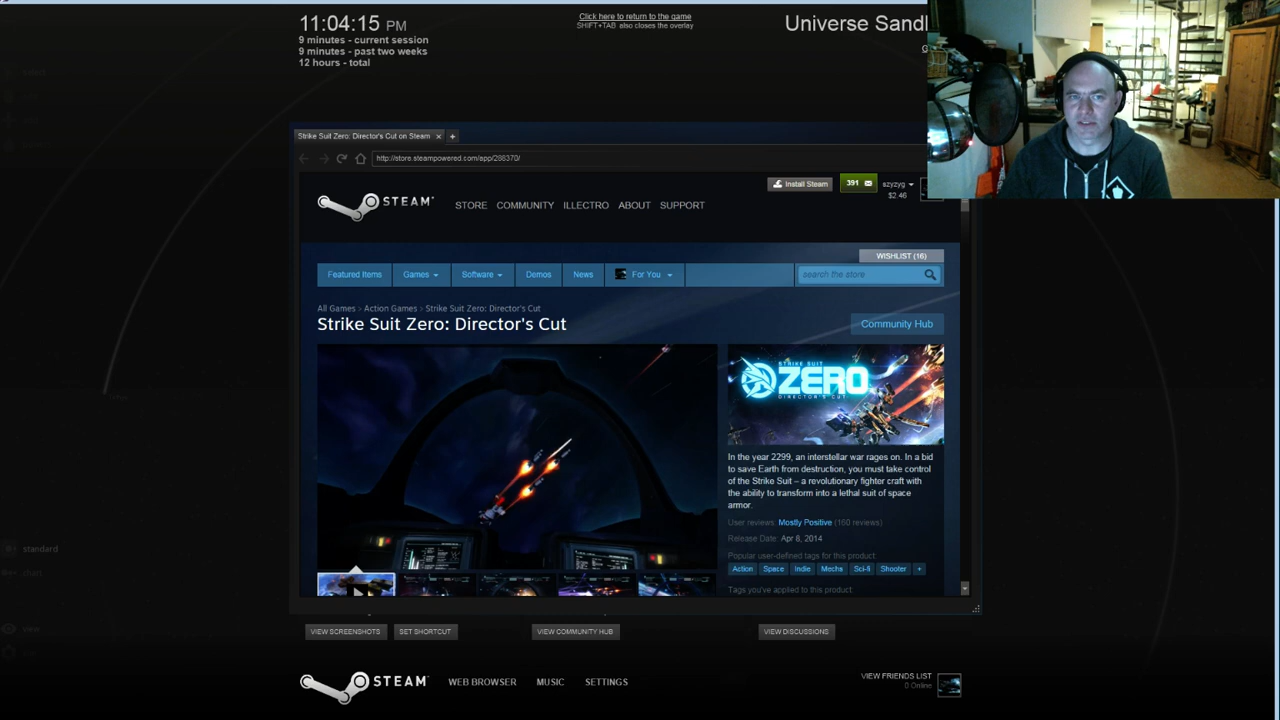 11:04:15 PM
9 minutes - current session
9 minutes - past two weeks
12 hours - total
Click here to return to the game
SHIFT+TAB also closes the overlay
Universe Sandl
Strike Suit Zero: Director's Cut on Steam
http://store.steampowered.com/app/288370/
Install Steam
391
szyzyg
$2.46
STEAM
STORE COMMUNITY ILLECTRO ABOUT SUPPORT
WISHLIST (16)
Featured Items Games Software Demos News For You search the store
All Games > Action Games > Strike Suit Zero: Director's Cut
Strike Suit Zero: Director's Cut
Community Hub
STRIKE SUIT
ZERO
DIRECTOR'S CUT
In the year 2299, an interstellar war rages on. In a bid
to save Earth from destruction, you must take control
of the Strike Suit – a revolutionary fighter craft with
the ability to transform into a lethal suit of space
armor.
User reviews: Mostly Positive (160 reviews)
Release Date: Apr 8, 2014
Popular user-defined tags for this product:
Action Space Indie Mechs Sci-fi Shooter +
Tags you've applied to this product:
standard
chart
view
VIEW SCREENSHOTS SET SHORTCUT VIEW COMMUNITY HUB VIEW DISCUSSIONS
STEAM WEB BROWSER MUSIC SETTINGS
VIEW FRIENDS LIST
0 Online